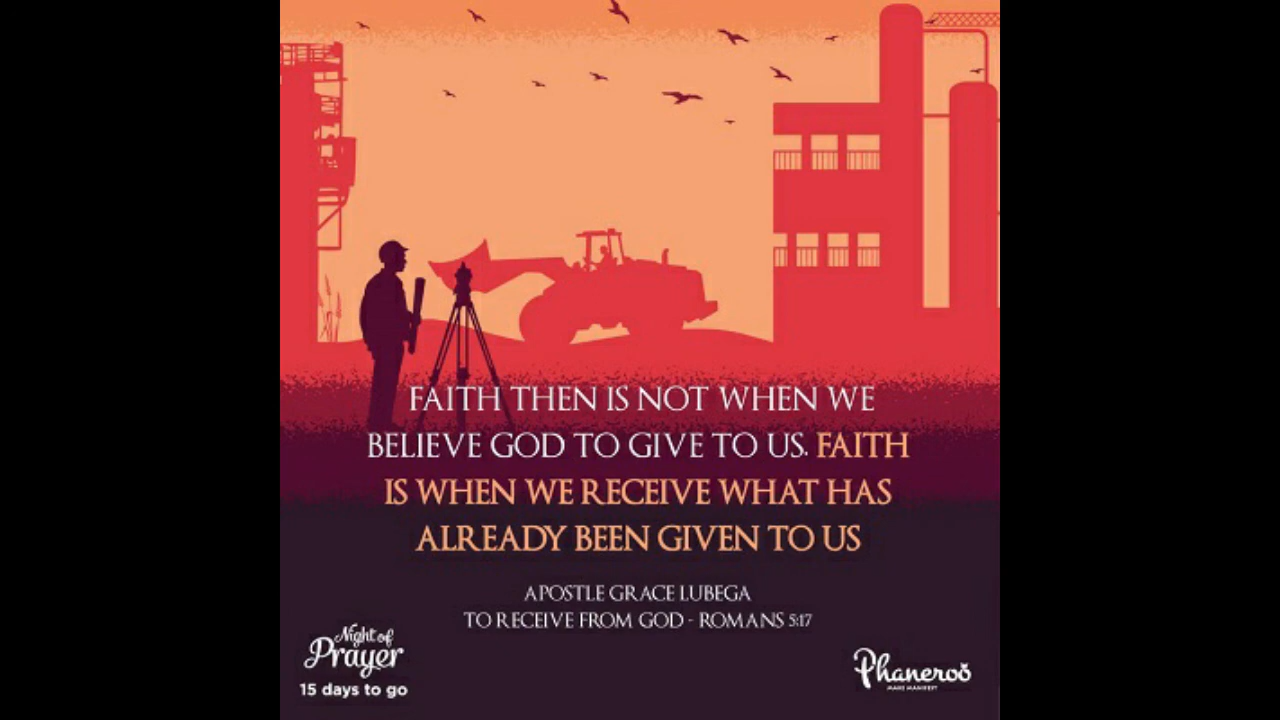 FAITH THEN IS NOT WHEN WE
BELIEVE GOD TO GIVE TO US. FAITH
IS WHEN WE RECEIVE WHAT HAS
ALREADY BEEN GIVEN TO US
APOSTLE GRACE LUBEGA
TO RECEIVE FROM GOD - ROMANS 5:17
Night of
Prayer
15 days to go
Phaneroo
MAKE MANIFEST